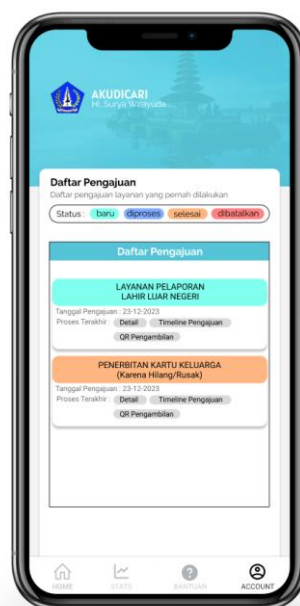 AKUDICARI
Hi, Surya Wirayuda
Daftar Pengajuan
Daftar pengajuan layanan yang pernah dilakukan
Status : baru diproses selesai dibatalkan
Daftar Pengajuan
LAYANAN PELAPORAN
LAHIR LUAR NEGERI
Tanggal Pengajuan : 23-12-2023
Proses Terakhir : Detail Timeline Pengajuan
QR Pengambilan
PENERBITAN KARTU KELUARGA
(Karena Hilang/Rusak)
Tanggal Pengajuan : 23-12-2023
Proses Terakhir : Detail Timeline Pengajuan
QR Pengambilan
HOME STATS BANTUAN ACCOUNT